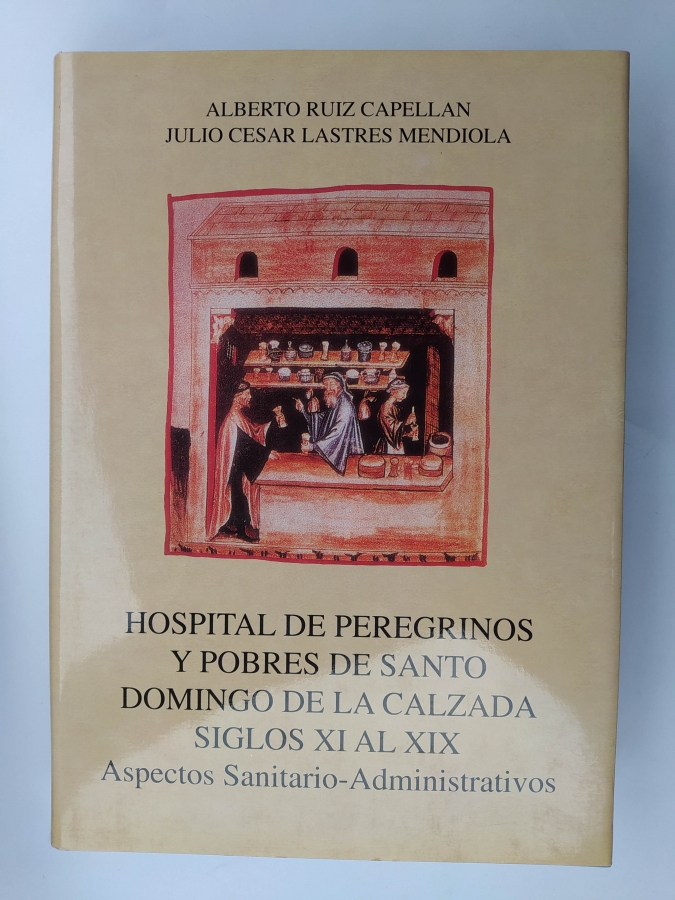 ALBERTO RUIZ CAPELLAN
JULIO CESAR LASTRES MENDIOLA
HOSPITAL DE PEREGRINOS
Y POBRES DE SANTO
DOMINGO DE LA CALZADA
SIGLOS XI AL XIX
Aspectos Sanitario-Administrativos